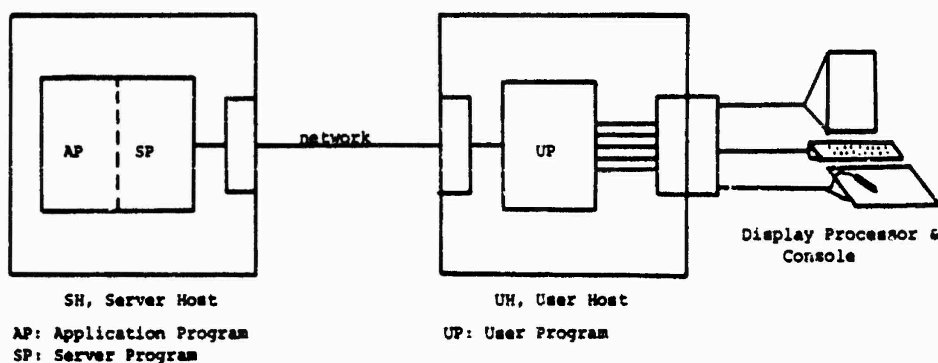 AP
SP
network
UP
Display Processor &
Console
SH, Server Host
UH, User Host
AP: Application Program
UP: User Program
SP: Server Program